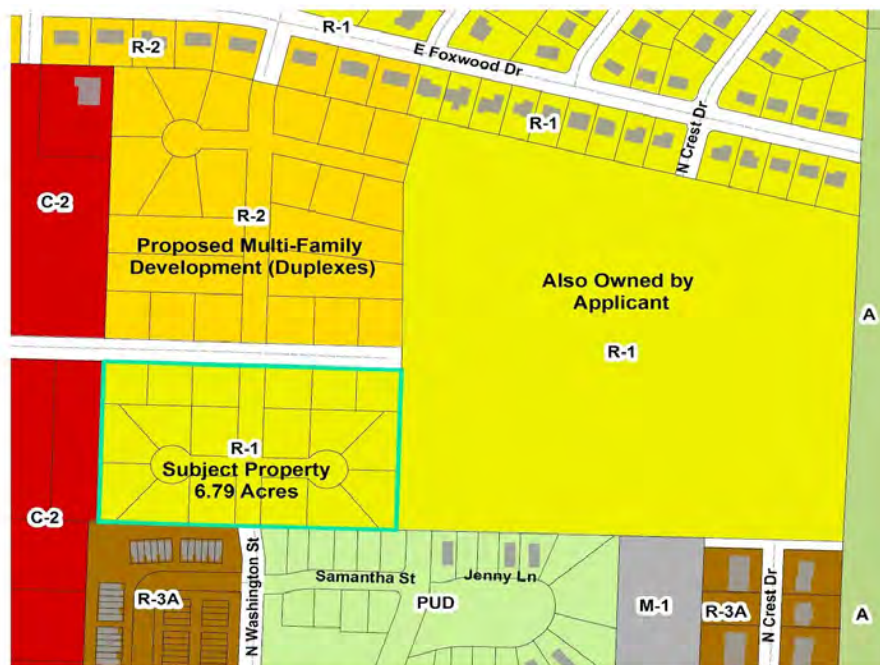 R-1
R-2
E Foxwood Dr
R-1
N Crest Dr
C-2
R-2
Proposed Multi-Family
Development (Duplexes)
Also Owned by
Applicant
R-1
A
R-1
Subject Property
6.79 Acres
C-2
N Washington St
Samantha St
Jenny Ln
R-3A
PUD
M-1
R-3A
N Crest Dr
A